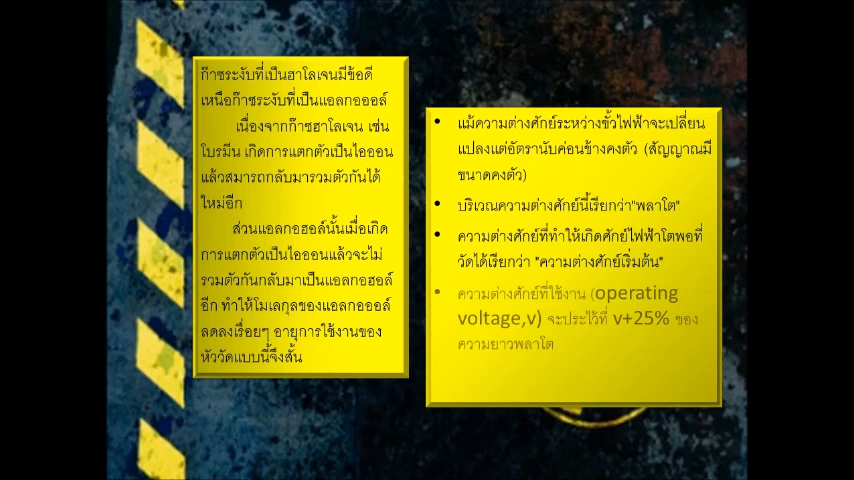 ก๊าซระงับที่เป็นฮาโลเจนมีข้อดี
เหนือก๊าซระงับที่เป็นแอลกอออล์
เนื่องจากก๊าซฮาโลเจน เช่น
โบรมีน เกิดการแตกตัวเป็นไอออน
แล้วสมารถกลับมารวมตัวกันได้
ใหม่อีก
ส่วนแอลกอฮอล์นั้นเมื่อเกิด
การแตกตัวเป็นไอออนแล้วจะไม่
รวมตัวกันกลับมาเป็นแอลกอฮอล์
อีก ทำให้โมเลกุลของแอลกอออล์
ลดลงเรื่อยๆ อายุการใช้งานของ
หัววัดแบบนี้จึงสั้น
• แม้ความต่างศักย์ระหว่างขั้วไฟฟ้าจะเปลี่ยน
แปลงแต่อัตรานับค่อนข้างคงตัว (สัญญาณมี
ขนาดคงตัว)
• บริเวณความต่างศักย์นี้เรียกว่า"พลาโต"
• ความต่างศักย์ที่ทำให้เกิดศักย์ไฟฟ้าโตพอที่
วัดได้เรียกว่า "ความต่างศักย์เริ่มต้น"
• ความต่างศักย์ที่ใช้งาน (operating
voltage,v) จะประไว้ที่ v+25% ของ
ความยาวพลาโต